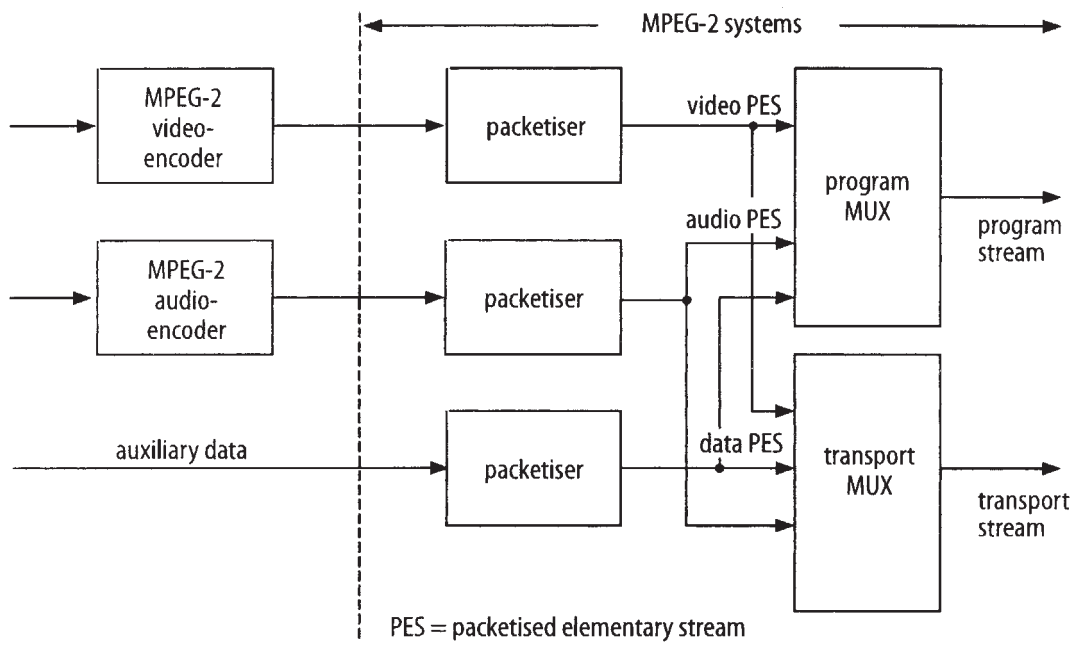 MPEG-2 systems
MPEG-2
video-
encoder
packetiser
video PES
program
MUX
program
stream
audio PES
MPEG-2
audio-
encoder
packetiser
auxiliary data
packetiser
data PES
transport
MUX
transport
stream
PES = packetised elementary stream